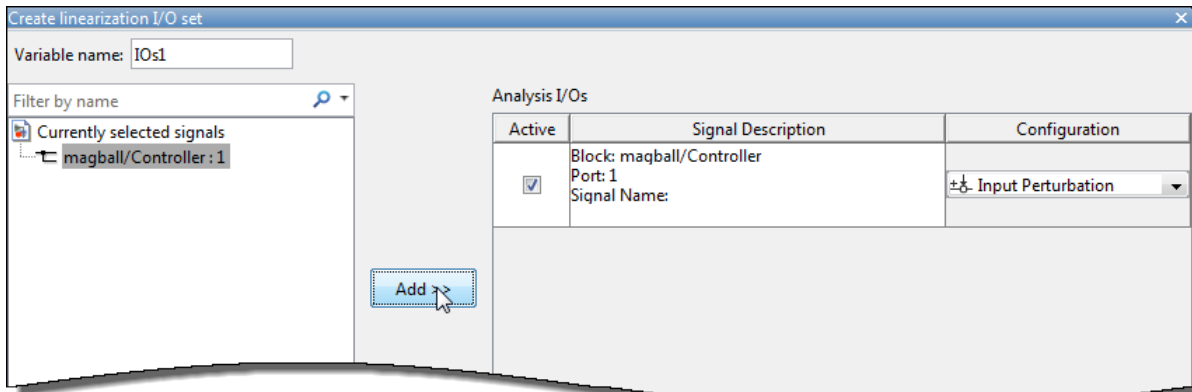 Create linearization I/O set
Variable name: IOs1
Filter by name
Currently selected signals
magball/Controller : 1
Add >>
Analysis I/Os
Active Signal Description Configuration
Block: magball/Controller
Port: 1
Signal Name:
Input Perturbation